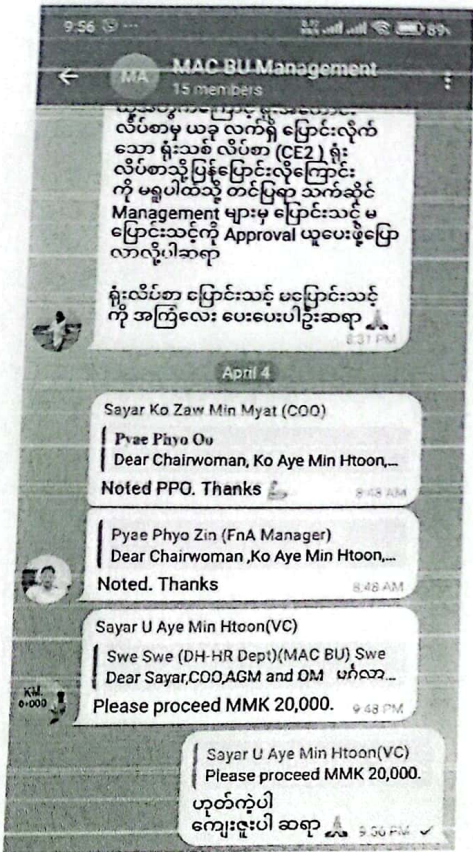 9:56
89%
MA
MAC BU Management
15 members
လိပ်စာမှ ယခု လက်ရှိ ပြောင်းလိုက်
သော ရုံးသစ် လိပ်စာ (CE2 ) ရုံး
လိပ်စာသို့ပြန်ပြောင်းလိုကြောင်း
ကို မရူပါထံသို့ တင်ပြရာ သက်ဆိုင်
Management များမှ ပြောင်းသင့် မ
ပြောင်းသင့်ကို Approval ယူပေးဖို့ပြော
လာလို့ပါဆရာ
ရုံးလိပ်စာ ပြောင်းသင့် မပြောင်းသင့်
ကို အကြံလေး ပေးပေးပါဦးဆရာ 🙏
8:31 PM
April 4
Sayar Ko Zaw Min Myat (COO)
Pyae Phyo Oo
Dear Chairwoman, Ko Aye Min Htoon,...
Noted PPO. Thanks
8:48 AM
Pyae Phyo Zin (FnA Manager)
Dear Chairwoman ,Ko Aye Min Htoon,...
Noted. Thanks
8:48 AM
Sayar U Aye Min Htoon(VC)
Swe Swe (DH-HR Dept)(MAC BU) Swe
Dear Sayar,COO,AGM and OM မင်္ဂလာ...
Please proceed MMK 20,000.
9:48 PM
KM.
0+000
Sayar U Aye Min Htoon(VC)
Please proceed MMK 20,000.
ဟုတ်ကဲ့ပါ
ကျေးဇူးပါ ဆရာ 🙏 9:56 PM ✓